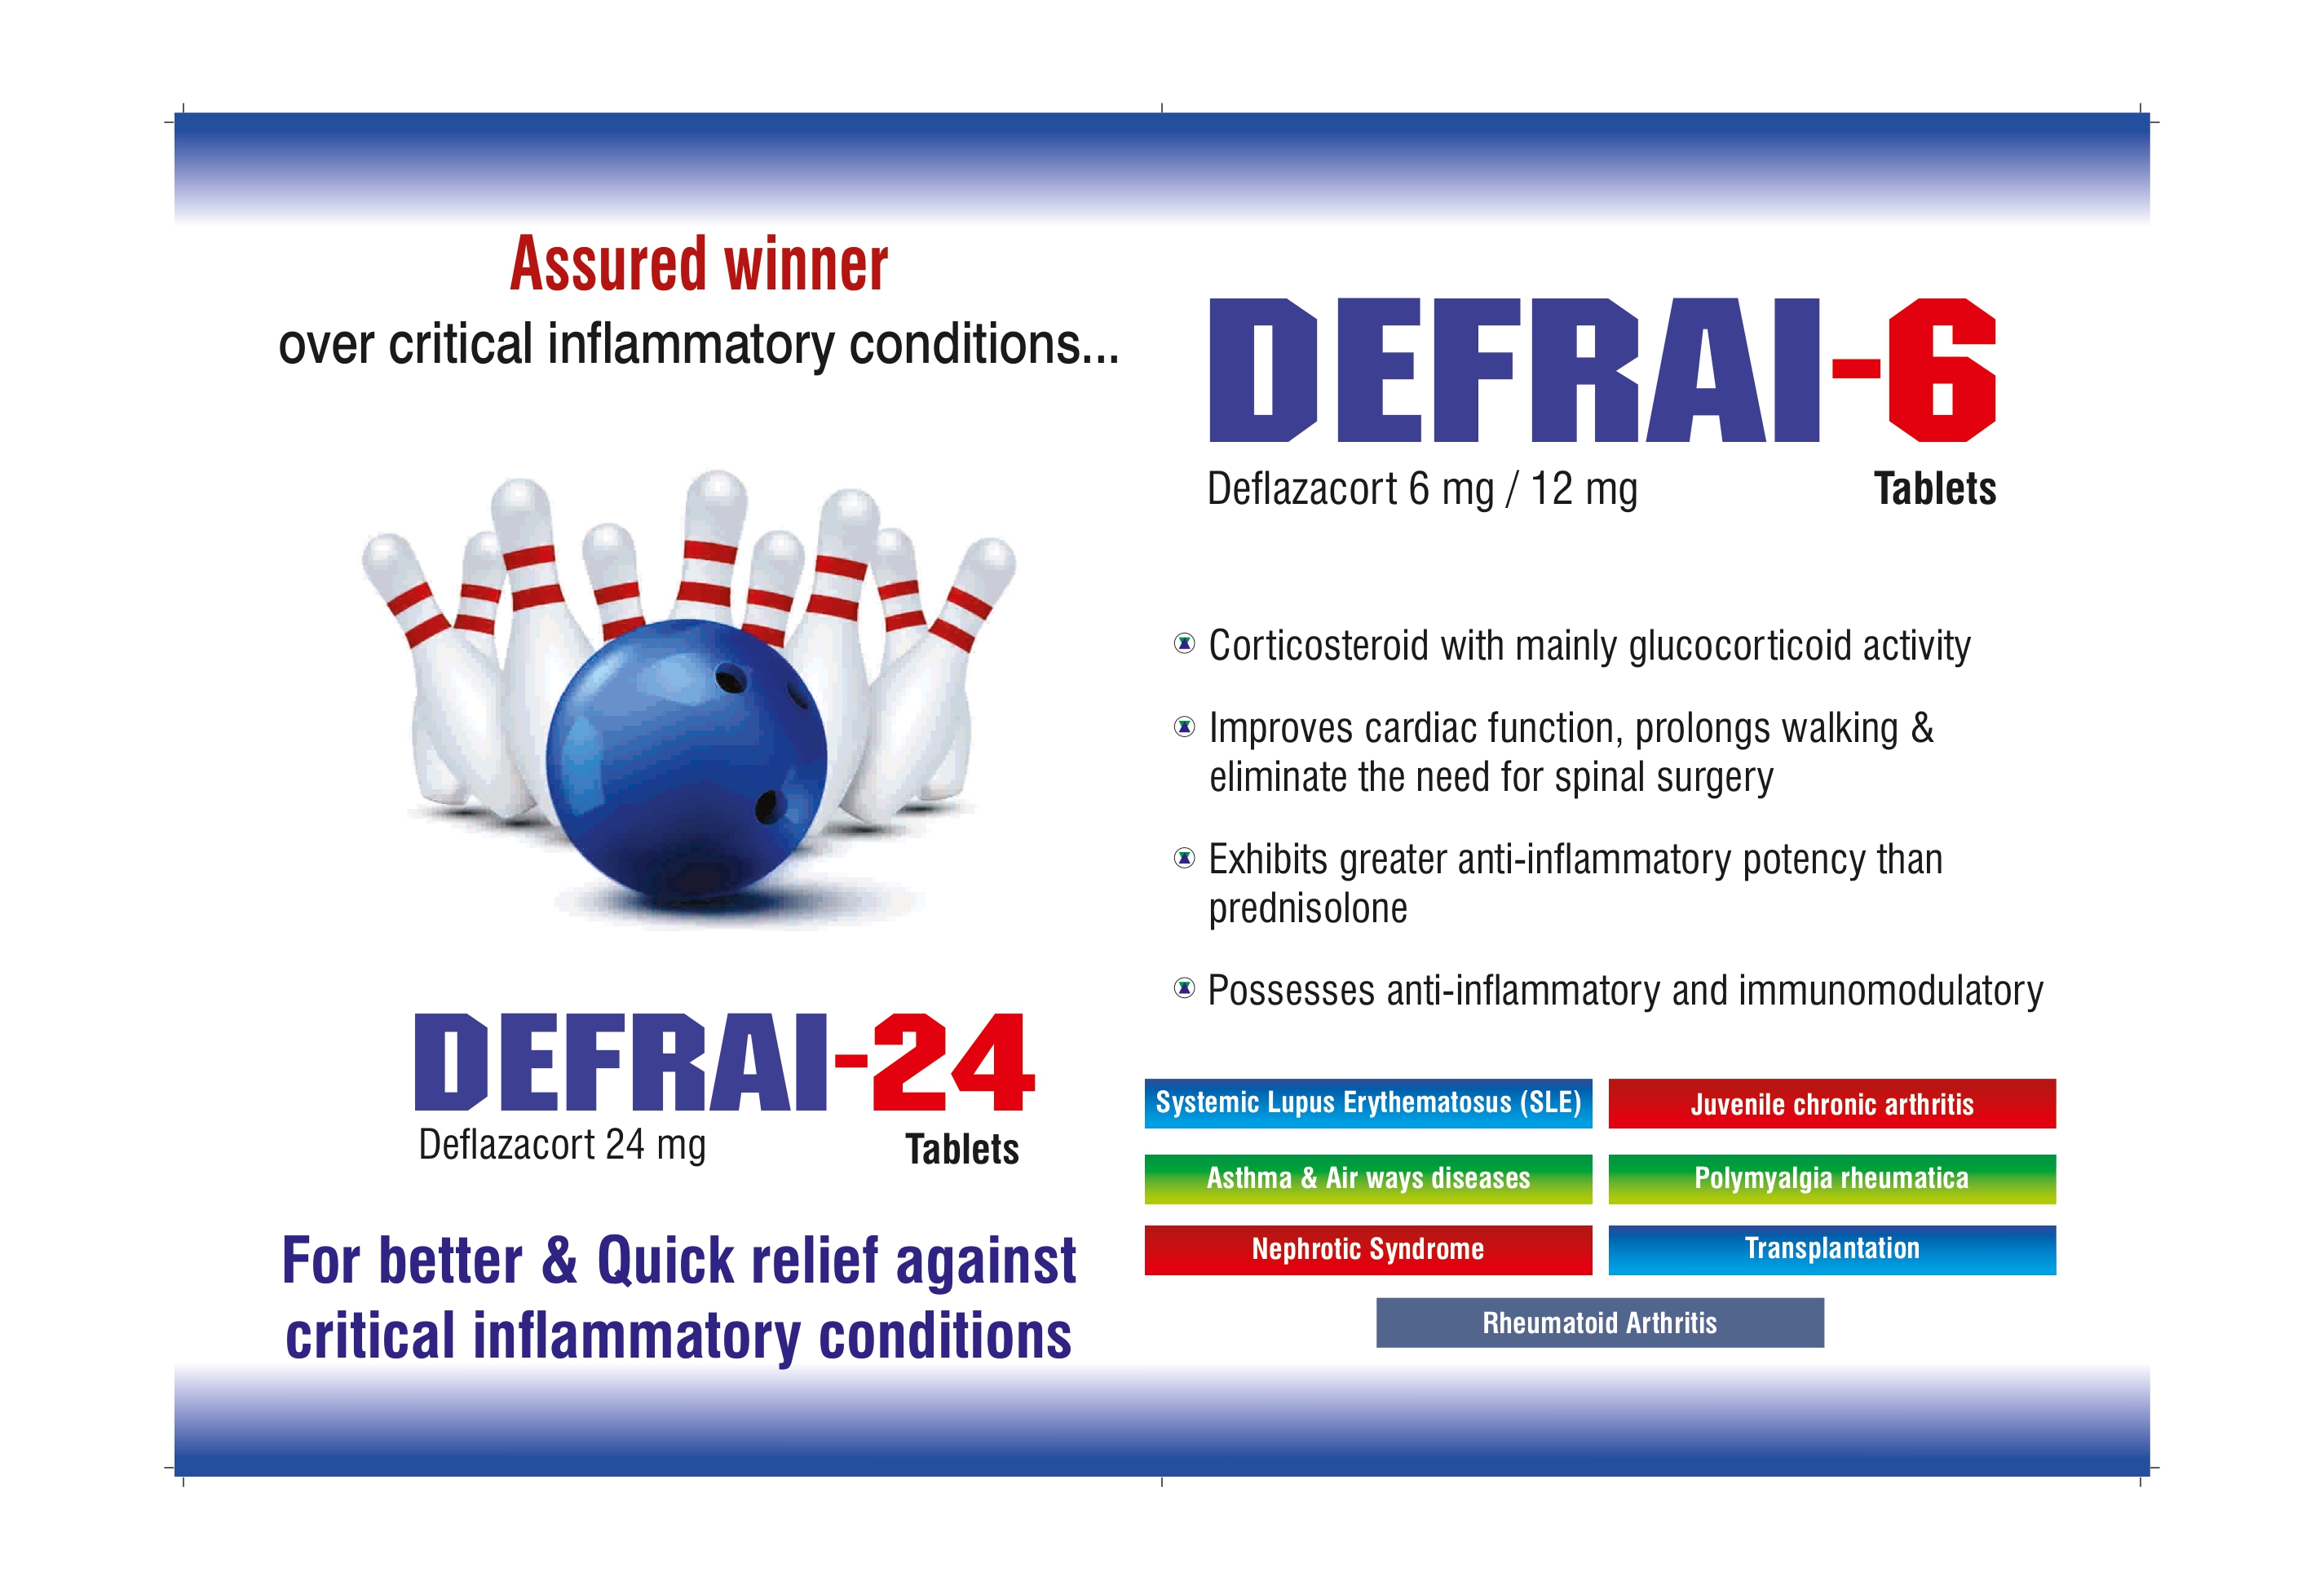 Assured winner
over critical inflammatory conditions...
DEFRAI-24
Deflazacort 24 mg Tablets
For better & Quick relief against
critical inflammatory conditions
DEFRAI-6
Deflazacort 6 mg / 12 mg Tablets
Corticosteroid with mainly glucocorticoid activity
Improves cardiac function, prolongs walking &
eliminate the need for spinal surgery
Exhibits greater anti-inflammatory potency than
prednisolone
Possesses anti-inflammatory and immunomodulatory
Systemic Lupus Erythematosus (SLE)
Juvenile chronic arthritis
Asthma & Air ways diseases
Polymyalgia rheumatica
Nephrotic Syndrome
Transplantation
Rheumatoid Arthritis